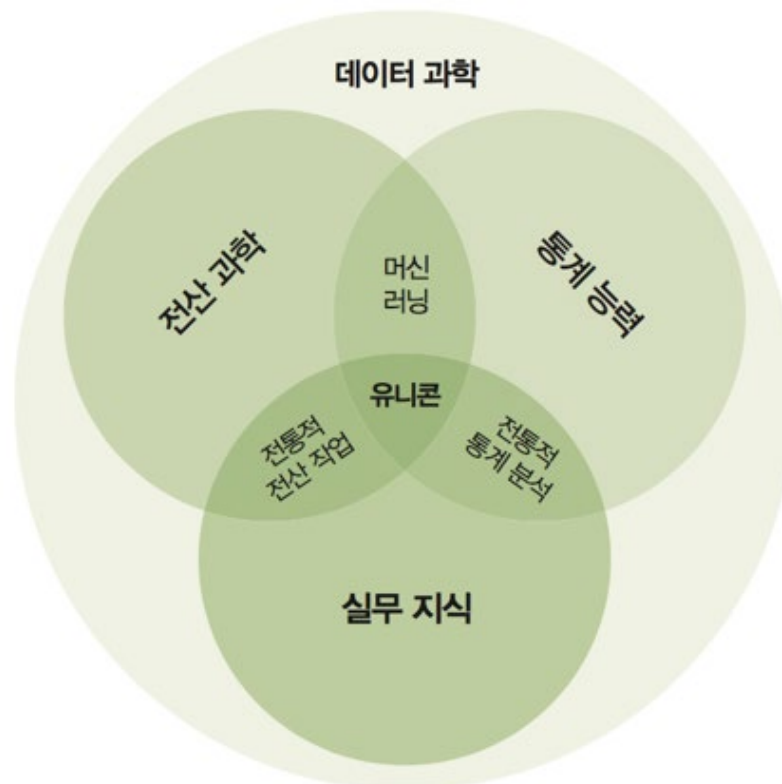 데이터 과학
전산 과학
통계 능력
머신
러닝
유니콘
전통적
전산 작업
전통적
통계 분석
실무 지식